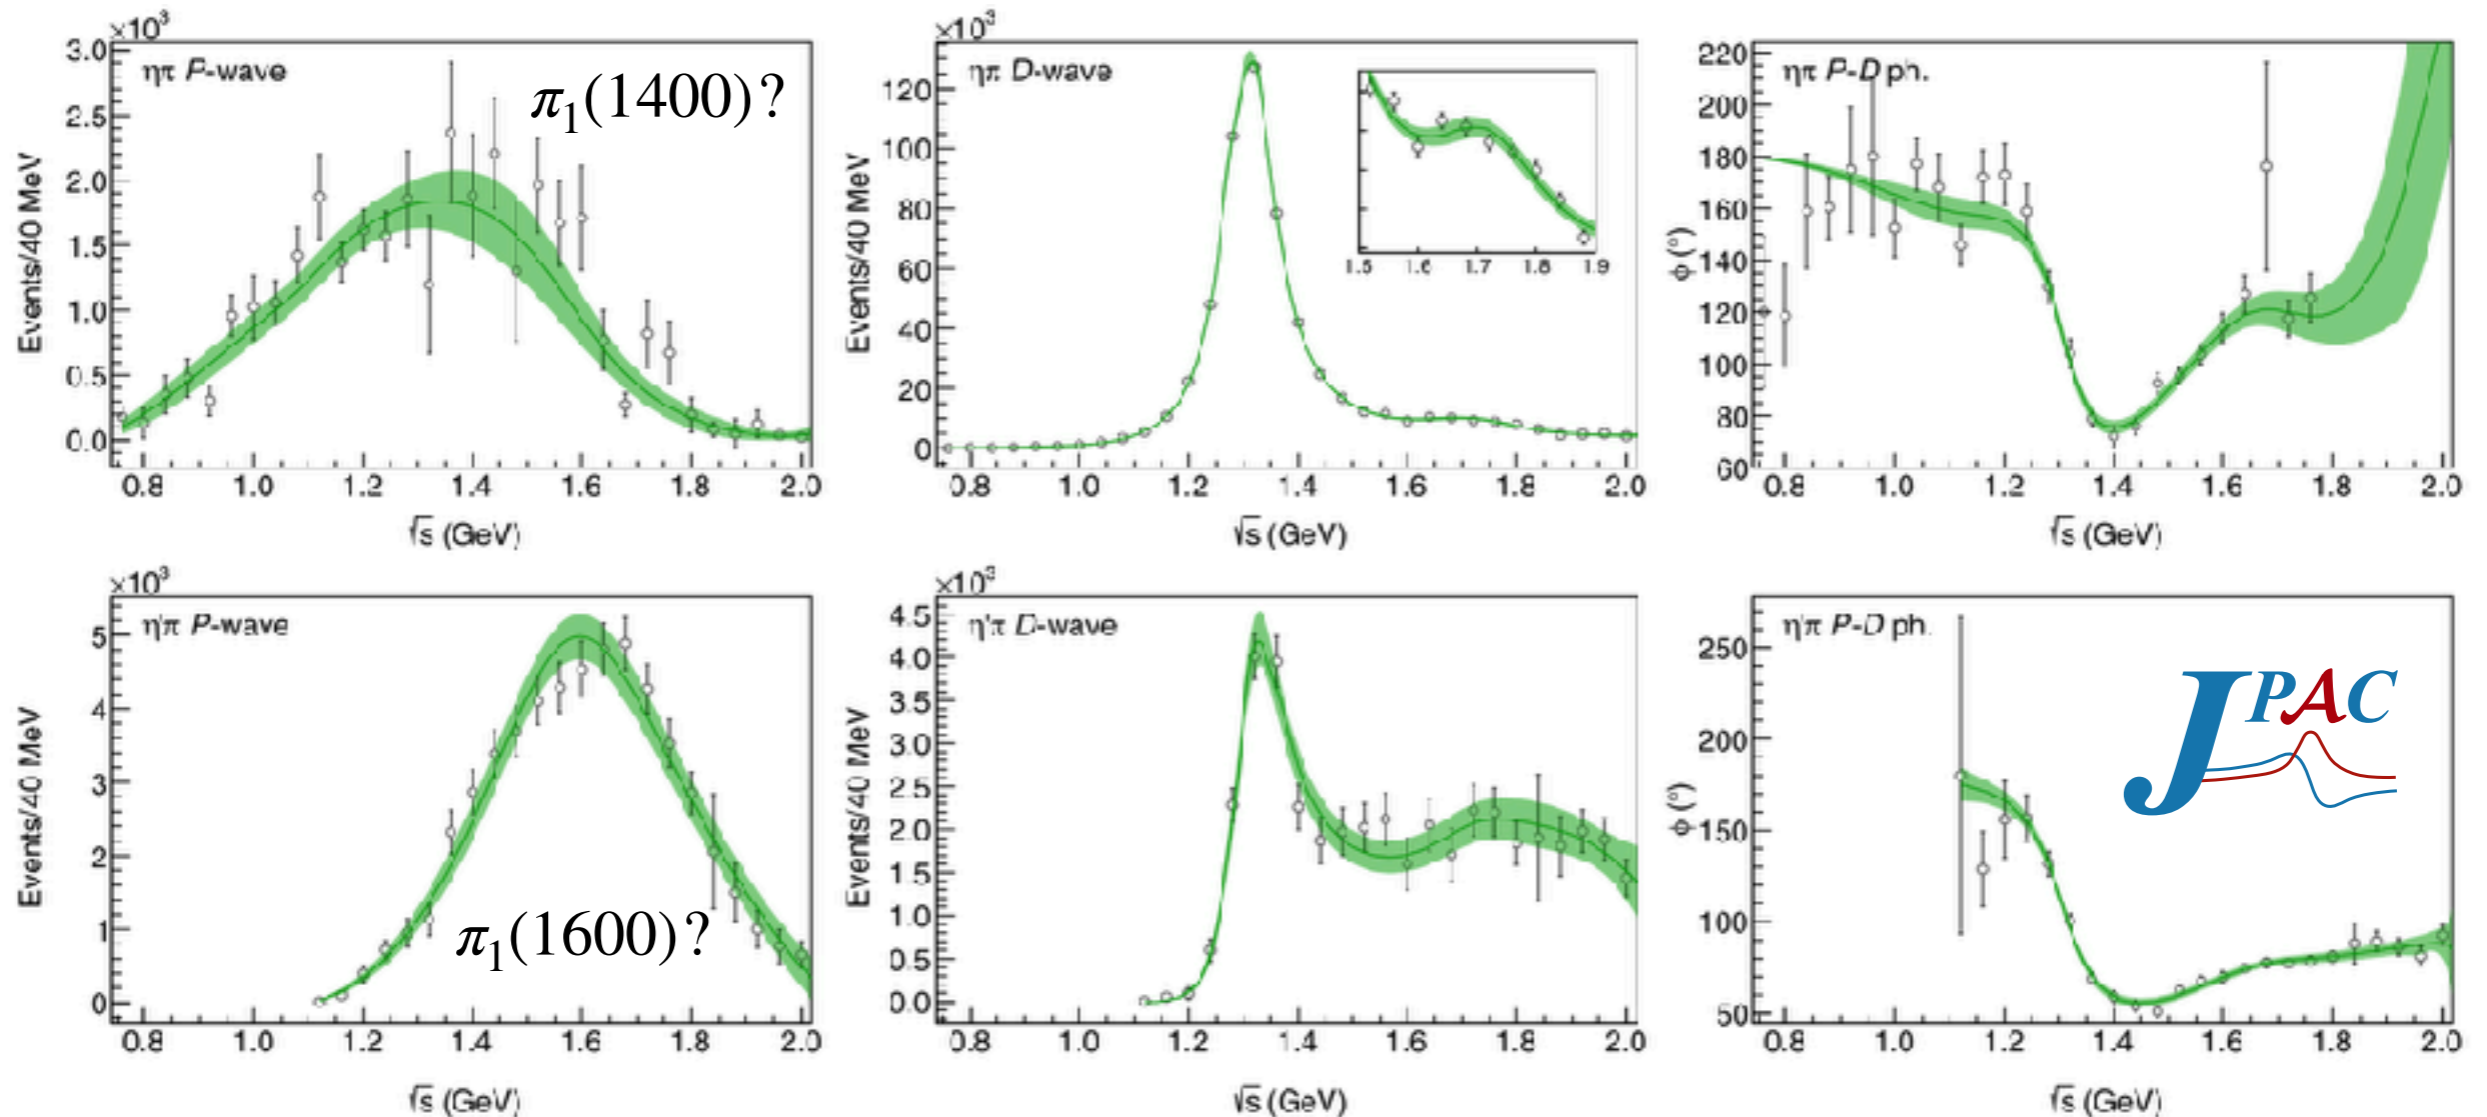 ×10³
3.0
2.5
2.0
1.5
1.0
0.5
0.0
Events/40 MeV
ηπ P-wave
π₁(1400)?
0.8 1.0 1.2 1.4 1.6 1.8 2.0
√s (GeV)
×10³
120
100
80
60
40
20
0
Events/40 MeV
ηπ D-wave
1.5 1.6 1.7 1.8 1.9
0.8 1.0 1.2 1.4 1.6 1.8 2.0
√s (GeV)
220
200
180
160
140
120
100
80
60
ϕ (°)
ηπ P-D ph.
0.8 1.0 1.2 1.4 1.6 1.8 2.0
√s (GeV)
×10³
5
4
3
2
1
0
Events/40 MeV
η'π P-wave
π₁(1600)?
0.8 1.0 1.2 1.4 1.6 1.8 2.0
√s (GeV)
×10³
4.5
4.0
3.5
3.0
2.5
2.0
1.5
1.0
0.5
0.0
Events/40 MeV
η'π D-wave
0.8 1.0 1.2 1.4 1.6 1.8 2.0
√s (GeV)
250
200
150
100
50
ϕ (°)
η'π P-D ph.
JPAC
0.8 1.0 1.2 1.4 1.6 1.8 2.0
√s (GeV)